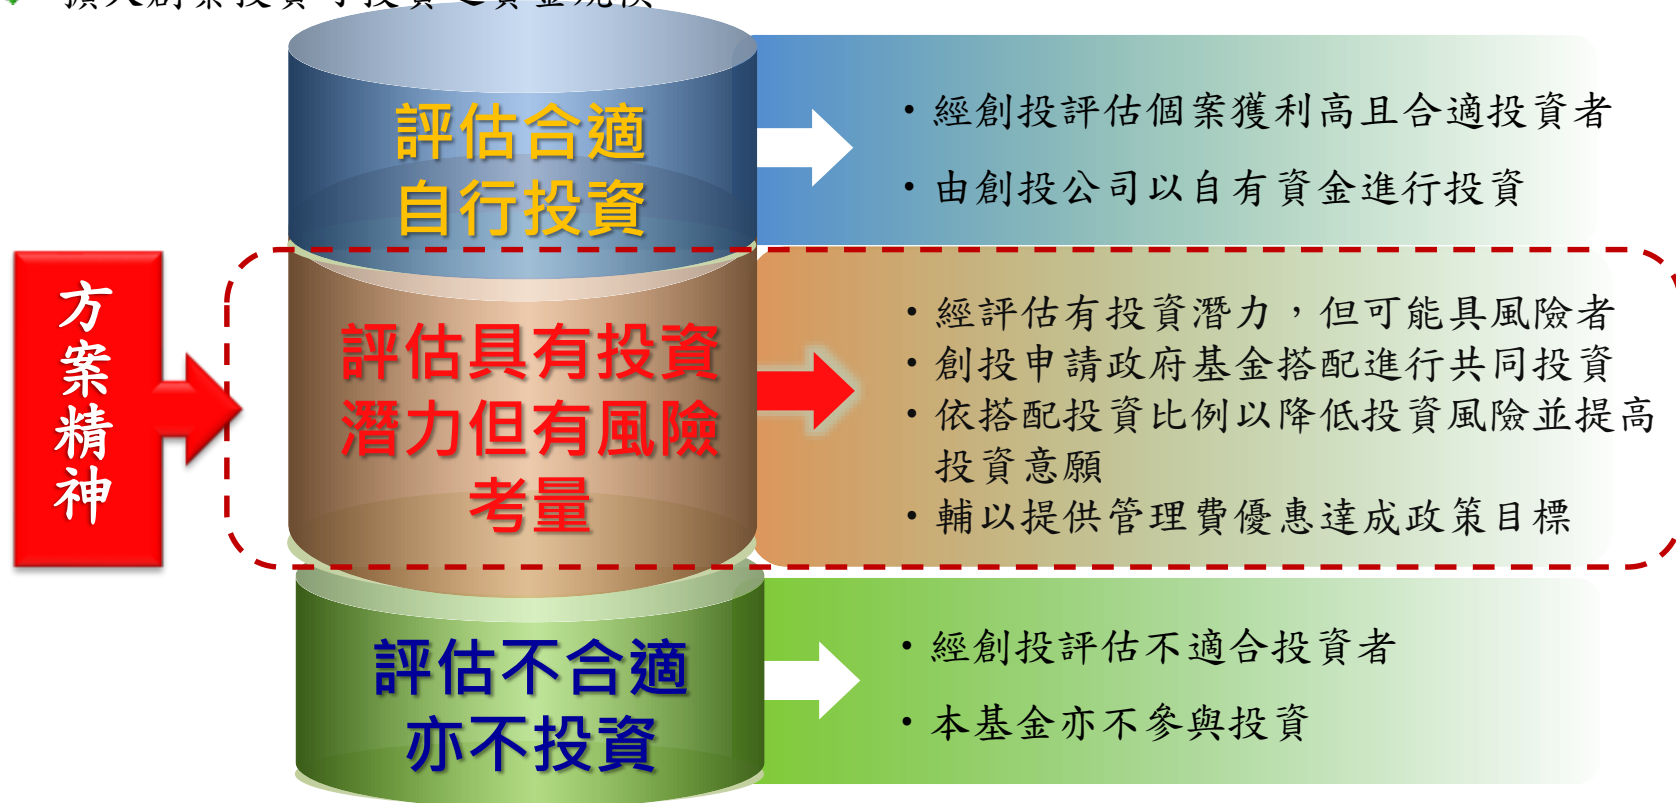 評估合適
自行投資
・經創投評估個案獲利高且合適投資者
・由創投公司以自有資金進行投資
方案精神
評估具有投資
潛力但有風險
考量
・經評估有投資潛力，但可能具風險者
・創投申請政府基金搭配進行共同投資
・依搭配投資比例以降低投資風險並提高
投資意願
・輔以提供管理費優惠達成政策目標
評估不合適
亦不投資
・經創投評估不適合投資者
・本基金亦不參與投資